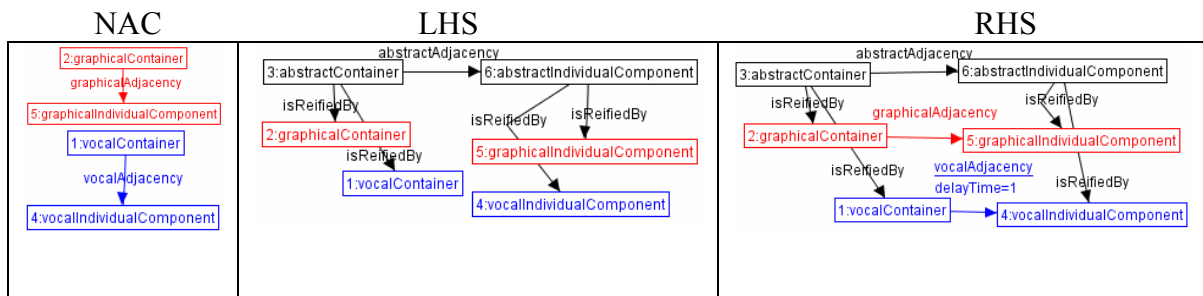 NAC
LHS
RHS
2:graphicalContainer
graphicalAdjacency
5:graphicalIndividualComponent
1:vocalContainer
vocalAdjacency
4:vocalIndividualComponent
abstractAdjacency
3:abstractContainer
6:abstractIndividualComponent
isReifiedBy
isReifiedBy
2:graphicalContainer
isReifiedBy
5:graphicalIndividualComponent
isReifiedBy
1:vocalContainer
4:vocalIndividualComponent
abstractAdjacency
3:abstractContainer
6:abstractIndividualComponent
isReifiedBy
graphicalAdjacency
isReifiedBy
2:graphicalContainer
5:graphicalIndividualComponent
isReifiedBy
vocalAdjacency
delayTime=1
isReifiedBy
1:vocalContainer
4:vocalIndividualComponent